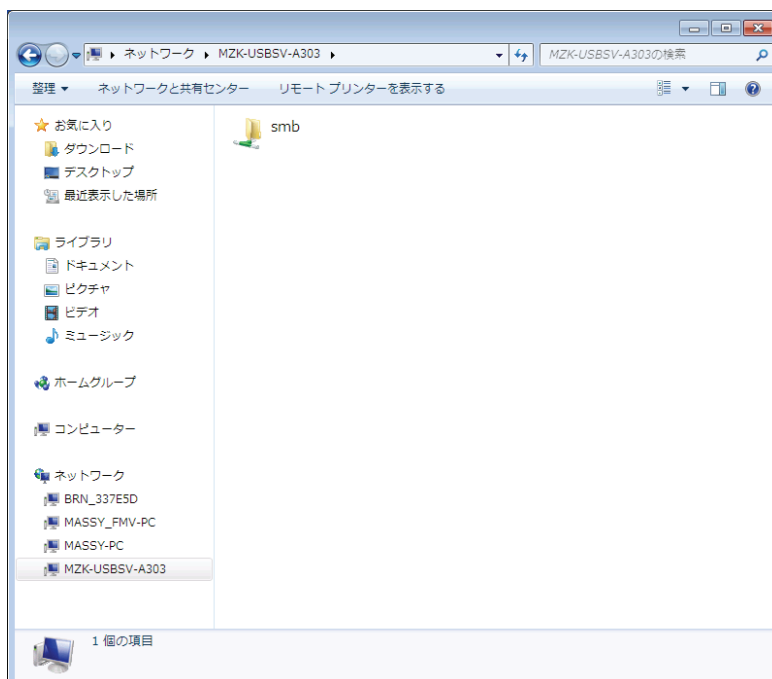 ネットワーク MZK-USBSV-A303
MZK-USBSV-A303の検索
整理 ネットワークと共有センター リモート プリンターを表示する
お気に入り
ダウンロード
デスクトップ
最近表示した場所
ライブラリ
ドキュメント
ピクチャ
ビデオ
ミュージック
ホームグループ
コンピューター
ネットワーク
BRN_337E5D
MASSY_FMV-PC
MASSY-PC
MZK-USBSV-A303
smb
1 個の項目